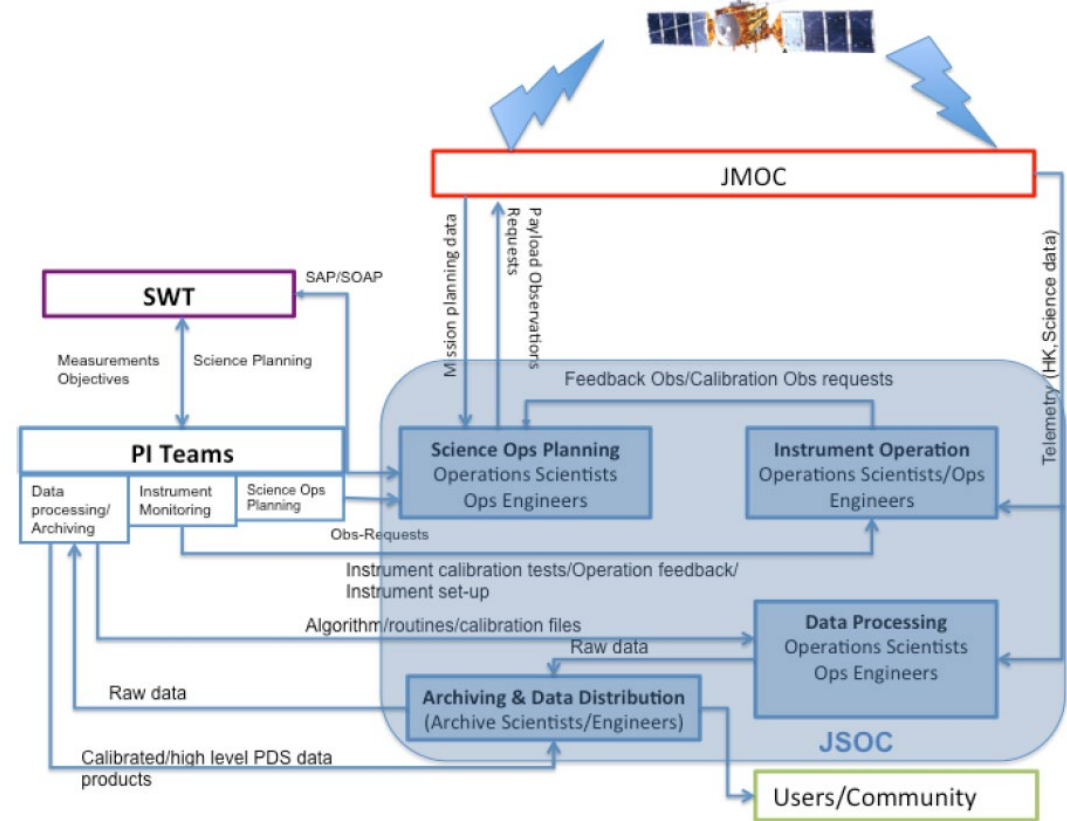 JMOC
Mission planning data
Payload Observations
Requests
Telemetry (HK,Science data)
SAP/SOAP
SWT
Measurements
Objectives
Science Planning
Feedback Obs/Calibration Obs requests
PI Teams
Data
processing/
Archiving
Instrument
Monitoring
Science Ops
Planning
Science Ops Planning
Operations Scientists
Ops Engineers
Instrument Operation
Operations Scientists/Ops
Engineers
Obs-Requests
Instrument calibration tests/Operation feedback/
Instrument set-up
Algorithm/routines/calibration files
Data Processing
Operations Scientists
Ops Engineers
Raw data
Raw data
Archiving & Data Distribution
(Archive Scientists/Engineers)
JSOC
Calibrated/high level PDS data
products
Users/Community